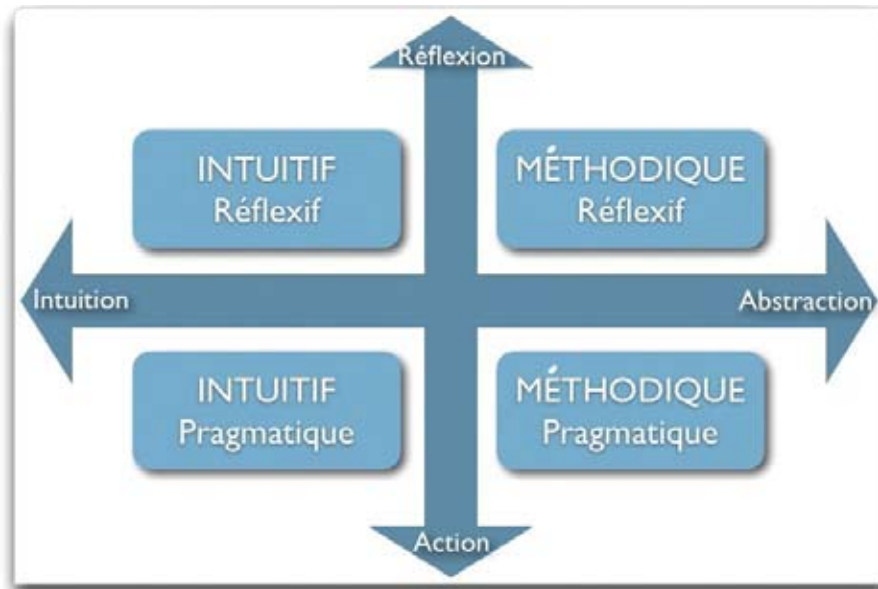 Réflexion
INTUITIF
Réflexif
MÉTHODIQUE
Réflexif
Intuition
Abstraction
INTUITIF
Pragmatique
MÉTHODIQUE
Pragmatique
Action